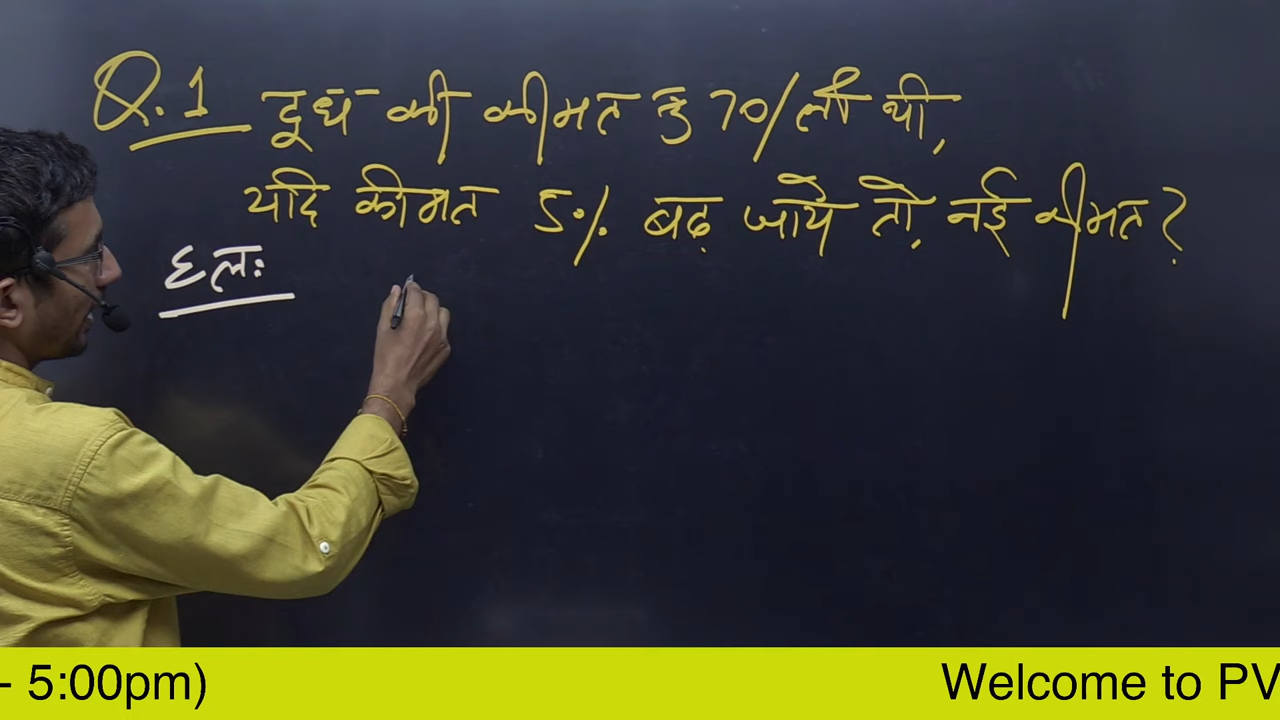 Q.1 दूध की कीमत ₹ 70/ली थी,
यदि कीमत 5% बढ़ जाये तो, नई कीमत?
हलः
- 5:00pm)
Welcome to PV